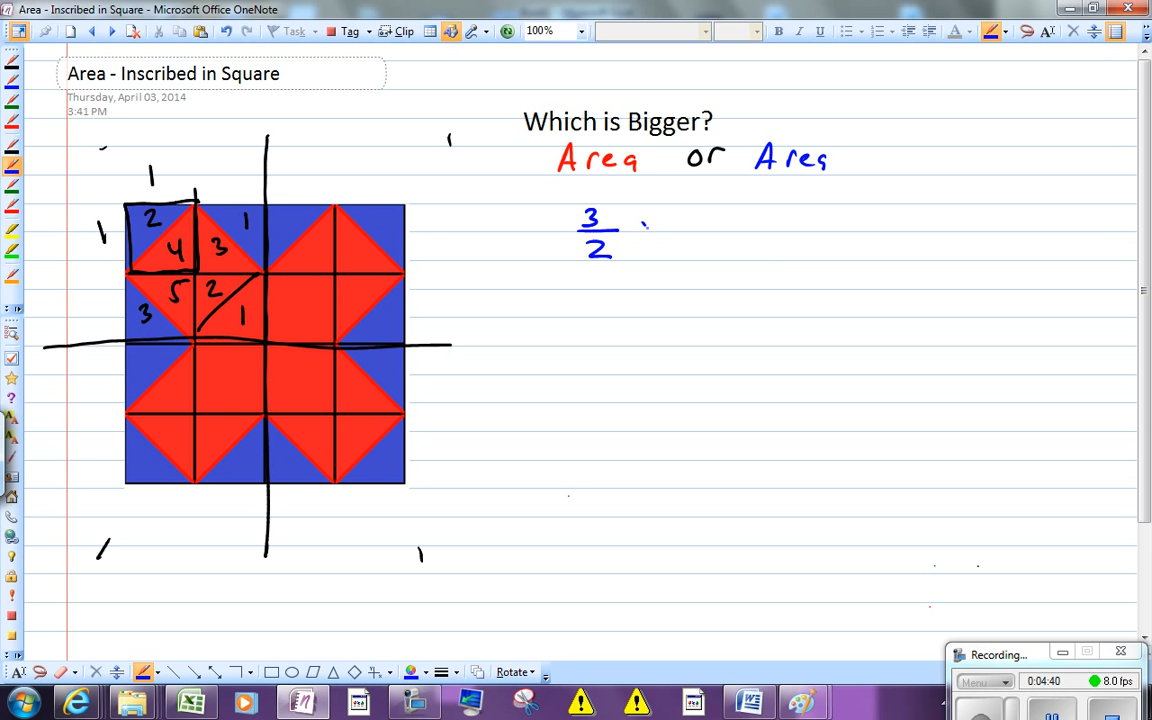 Area - Inscribed in Square - Microsoft Office OneNote
Task
Tag
Clip
100%
B I U
Area - Inscribed in Square
Thursday, April 03, 2014
3:41 PM
Which is Bigger?
Area or Area
1
1
2
1
4
3
5
2
3
1
3
2
Rotate
Recording...
Menu
0:04:40
8.0 fps